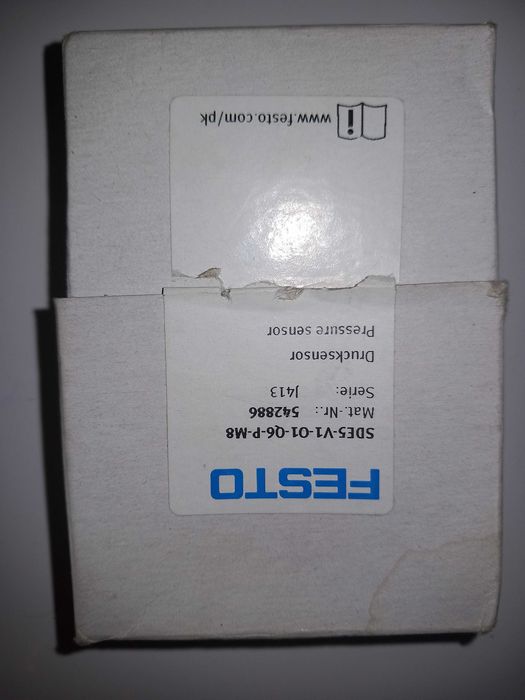 FESTO
SDE5-V1-O1-Q6-P-M8
Mat.-Nr.: 542886
Serie: J413
Drucksensor
Pressure sensor
www.festo.com/pk